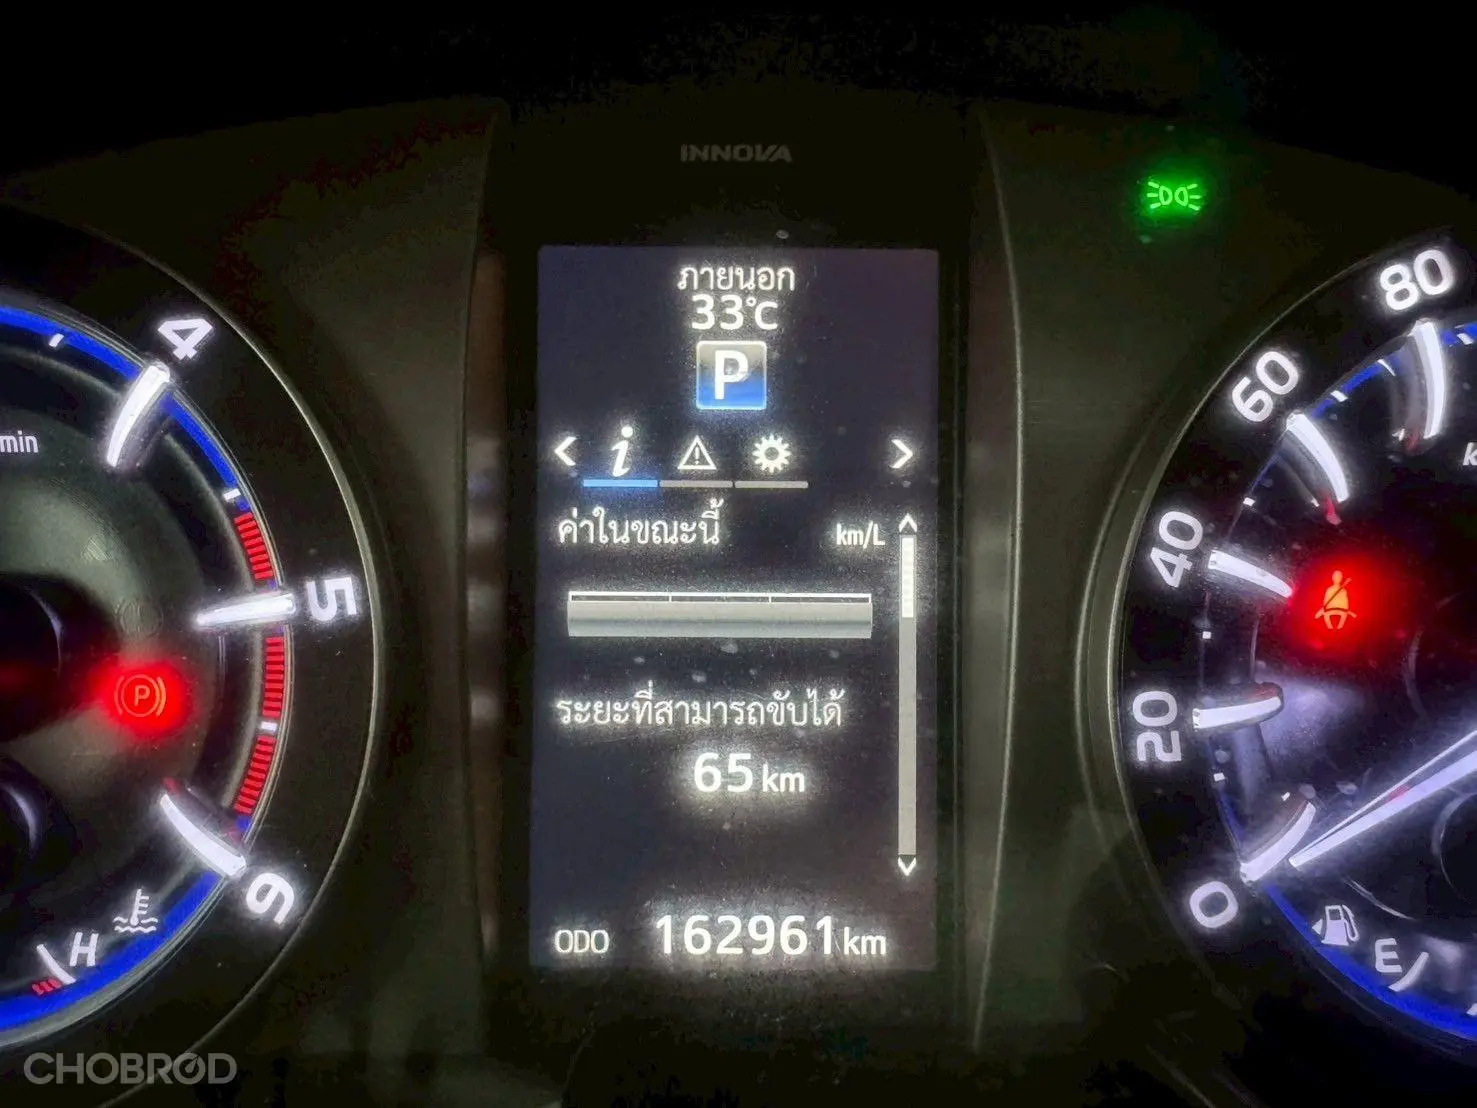 INNOVA
ภายนอก
33°C
P
i
ค่าในขณะนี้ km/L
ระยะที่สามารถขับได้
65 km
ODO 162961 km
4
min
5
6
P
H
80
60
40
20
0
E
CHOBROD